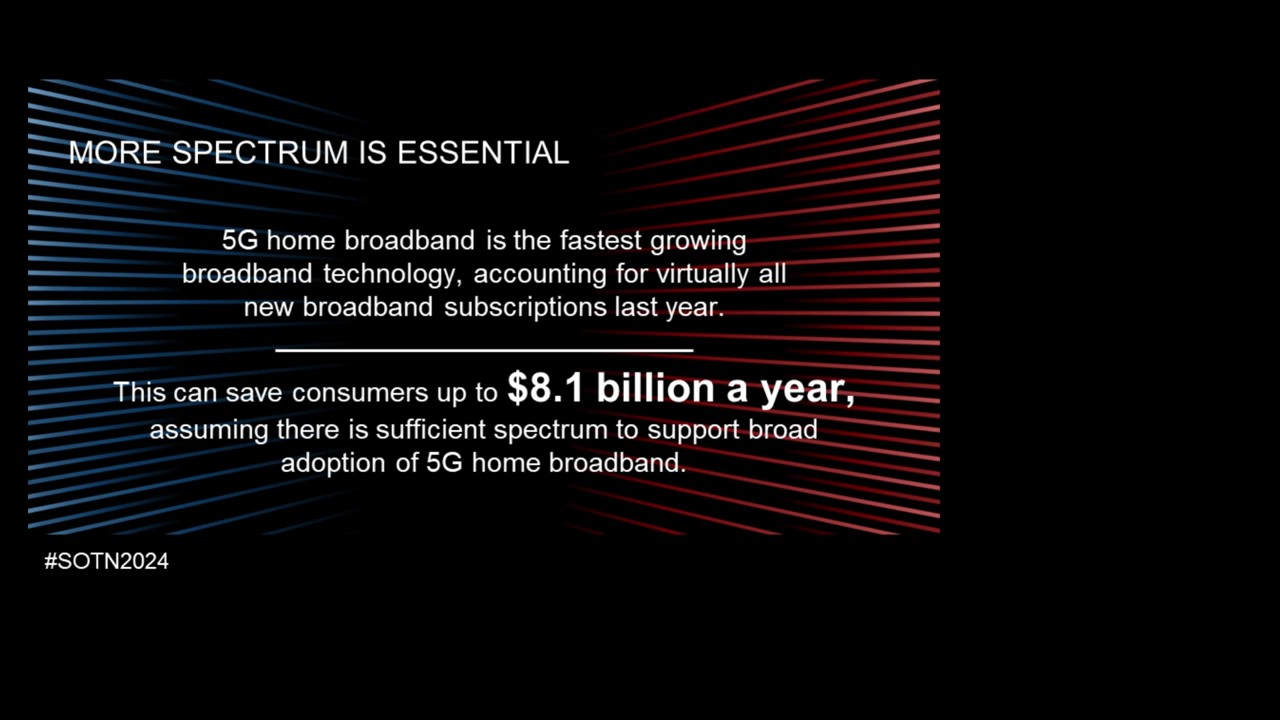 MORE SPECTRUM IS ESSENTIAL
5G home broadband is the fastest growing
broadband technology, accounting for virtually all
new broadband subscriptions last year.
This can save consumers up to $8.1 billion a year,
assuming there is sufficient spectrum to support broad
adoption of 5G home broadband.
#SOTN2024